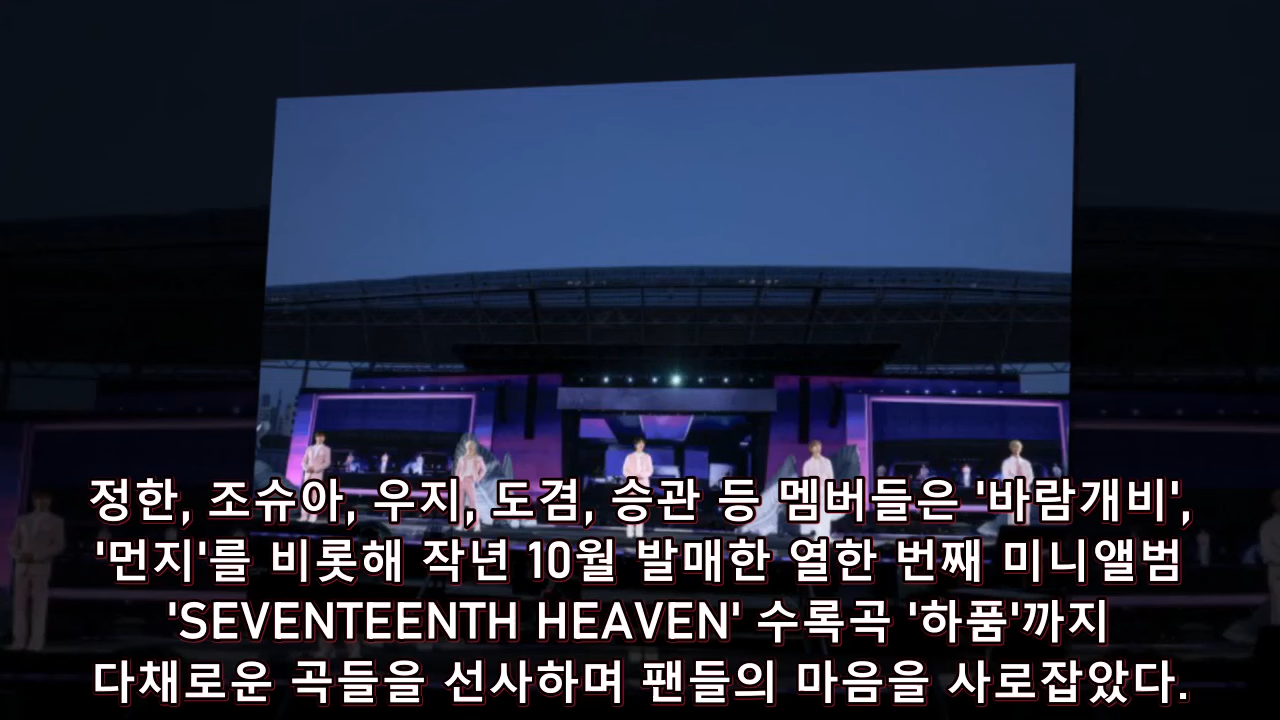 정한, 조슈아, 우지, 도겸, 승관 등 멤버들은 '바람개비',
'먼지'를 비롯해 작년 10월 발매한 열한 번째 미니앨범
'SEVENTEENTH HEAVEN' 수록곡 '하품'까지
다채로운 곡들을 선사하며 팬들의 마음을 사로잡았다.